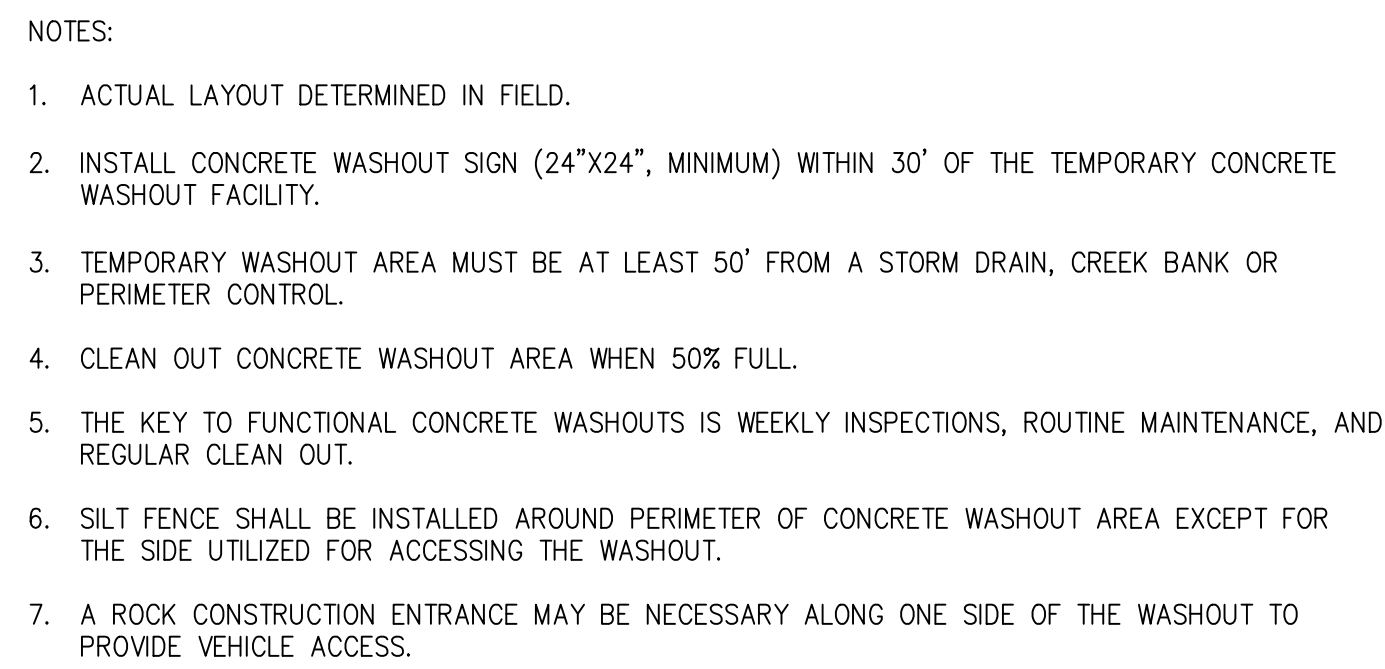 NOTES:
1. ACTUAL LAYOUT DETERMINED IN FIELD.
2. INSTALL CONCRETE WASHOUT SIGN (24”X24”, MINIMUM) WITHIN 30’ OF THE TEMPORARY CONCRETE
WASHOUT FACILITY.
3. TEMPORARY WASHOUT AREA MUST BE AT LEAST 50’ FROM A STORM DRAIN, CREEK BANK OR
PERIMETER CONTROL.
4. CLEAN OUT CONCRETE WASHOUT AREA WHEN 50% FULL.
5. THE KEY TO FUNCTIONAL CONCRETE WASHOUTS IS WEEKLY INSPECTIONS, ROUTINE MAINTENANCE, AND
REGULAR CLEAN OUT.
6. SILT FENCE SHALL BE INSTALLED AROUND PERIMETER OF CONCRETE WASHOUT AREA EXCEPT FOR
THE SIDE UTILIZED FOR ACCESSING THE WASHOUT.
7. A ROCK CONSTRUCTION ENTRANCE MAY BE NECESSARY ALONG ONE SIDE OF THE WASHOUT TO
PROVIDE VEHICLE ACCESS.